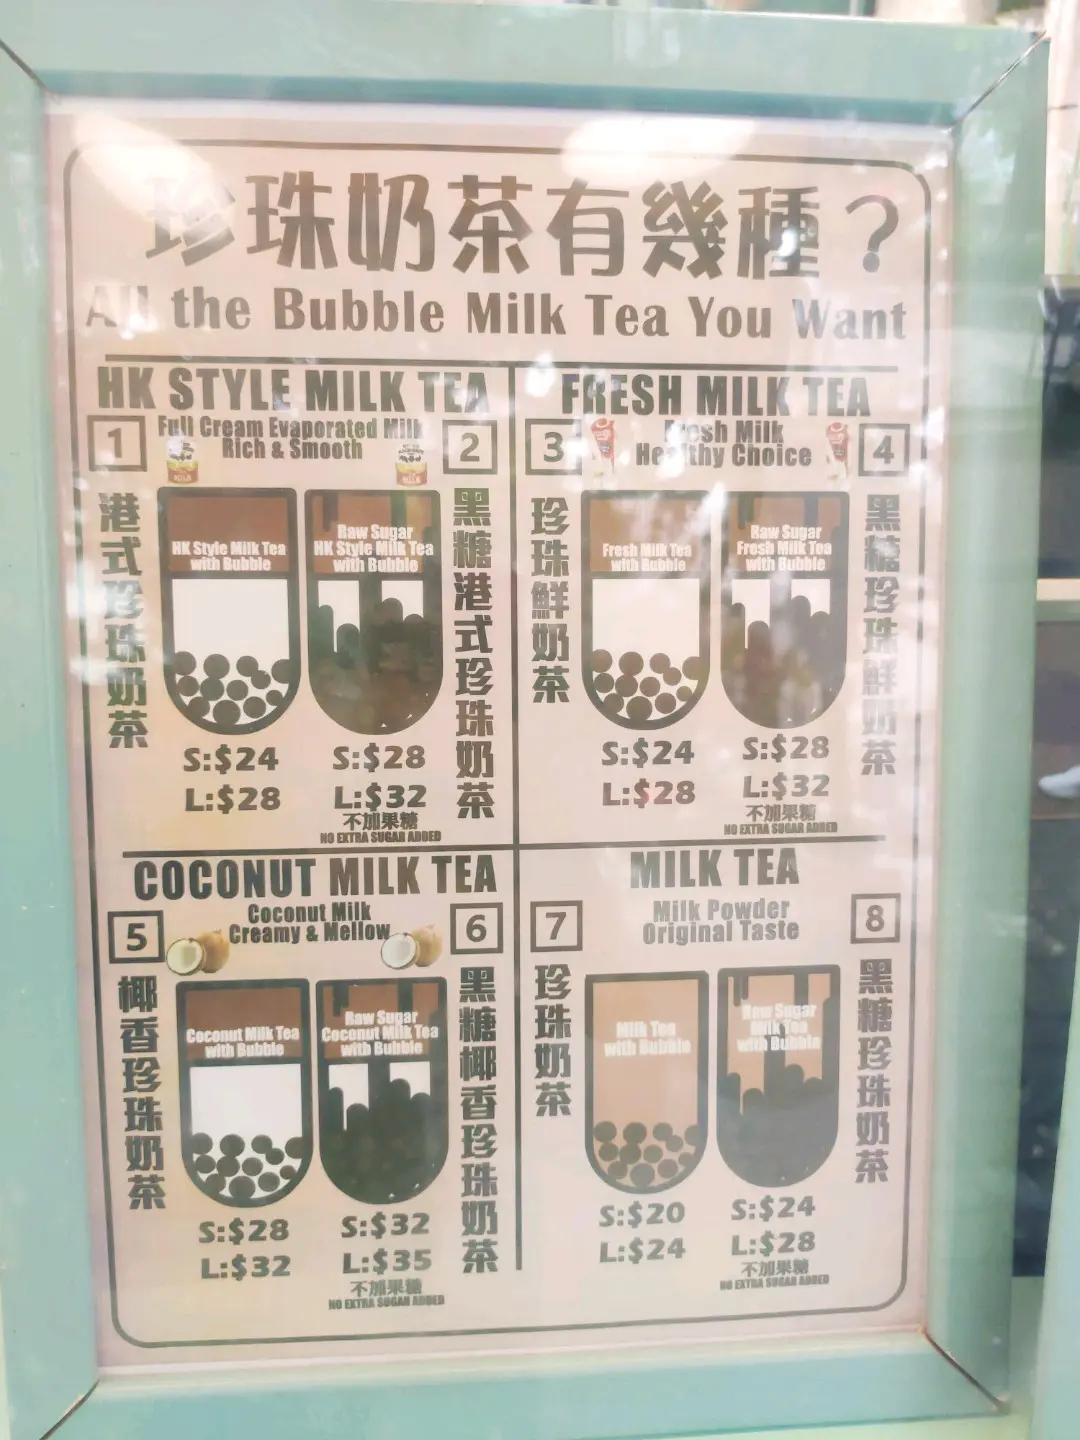 珍珠奶茶有幾種？
All the Bubble Milk Tea You Want
HK STYLE MILK TEA
Full Cream Evaporated Milk
Rich & Smooth
1
港式珍珠奶茶
HK Style Milk Tea
with Bubble
S:$24
L:$28
2
黑糖港式珍珠奶茶
Raw Sugar
HK Style Milk Tea
with Bubble
S:$28
L:$32
不加果糖
NO EXTRA SUGAR ADDED
FRESH MILK TEA
Fresh Milk
Healthy Choice
3
珍珠鮮奶茶
Fresh Milk Tea
with Bubble
S:$24
L:$28
4
黑糖珍珠鮮奶茶
Raw Sugar
Fresh Milk Tea
with Bubble
S:$28
L:$32
不加果糖
NO EXTRA SUGAR ADDED
COCONUT MILK TEA
Coconut Milk
Creamy & Mellow
5
椰香珍珠奶茶
Coconut Milk Tea
with Bubble
S:$28
L:$32
6
黑糖椰香珍珠奶茶
Raw Sugar
Coconut Milk Tea
with Bubble
S:$32
L:$35
不加果糖
NO EXTRA SUGAR ADDED
MILK TEA
Milk Powder
Original Taste
7
珍珠奶茶
Milk Tea
with Bubble
S:$20
L:$24
8
黑糖珍珠奶茶
Raw Sugar
Milk Tea
with Bubble
S:$24
L:$28
不加果糖
NO EXTRA SUGAR ADDED